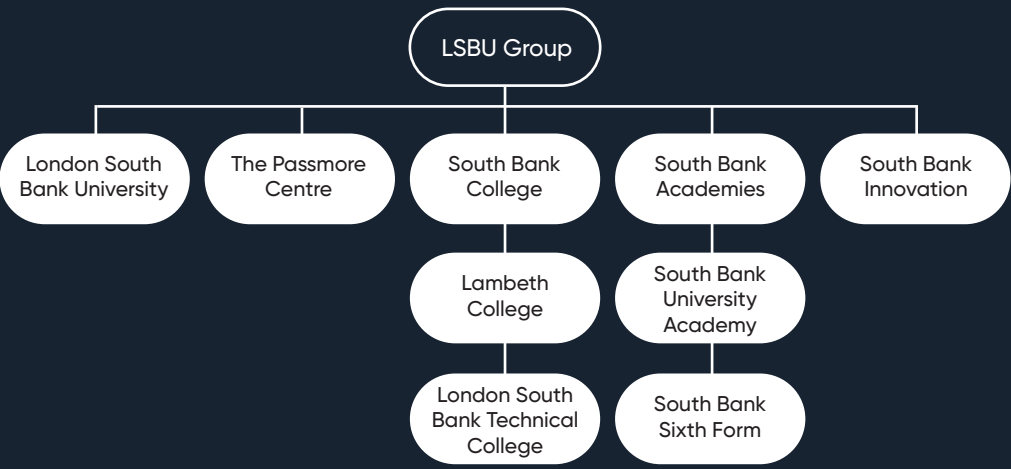 LSBU Group
London South
Bank University
The Passmore
Centre
South Bank
College
South Bank
Academies
South Bank
Innovation
Lambeth
College
South Bank
University
Academy
London South
Bank Technical
College
South Bank
Sixth Form